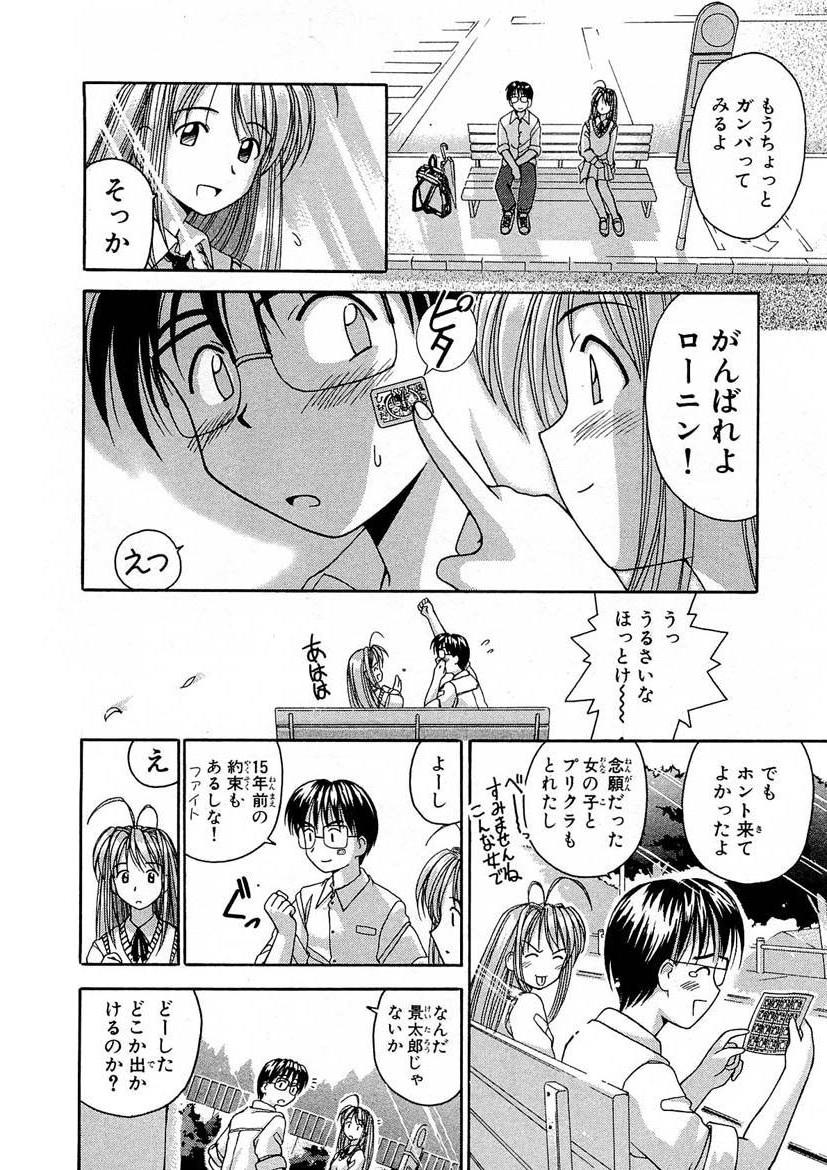 もうちょっと
ガンバって
みるよ
そっか
がんばれよ
ローニン!
ピタ
えっ
うっ
うるさいな
ほっとけ〜〜
あはは
でも
ホント来て
よかったよ
念願だった
女の子と
プリクラも
とれたし
べ〜
すみませんね
こんな女で
よーし
15年前の
約束も
あるしな!
ファイト
ぐっ
え
なんだ
景太郎じゃ
ないか
どーした
どこか出か
けるのか?